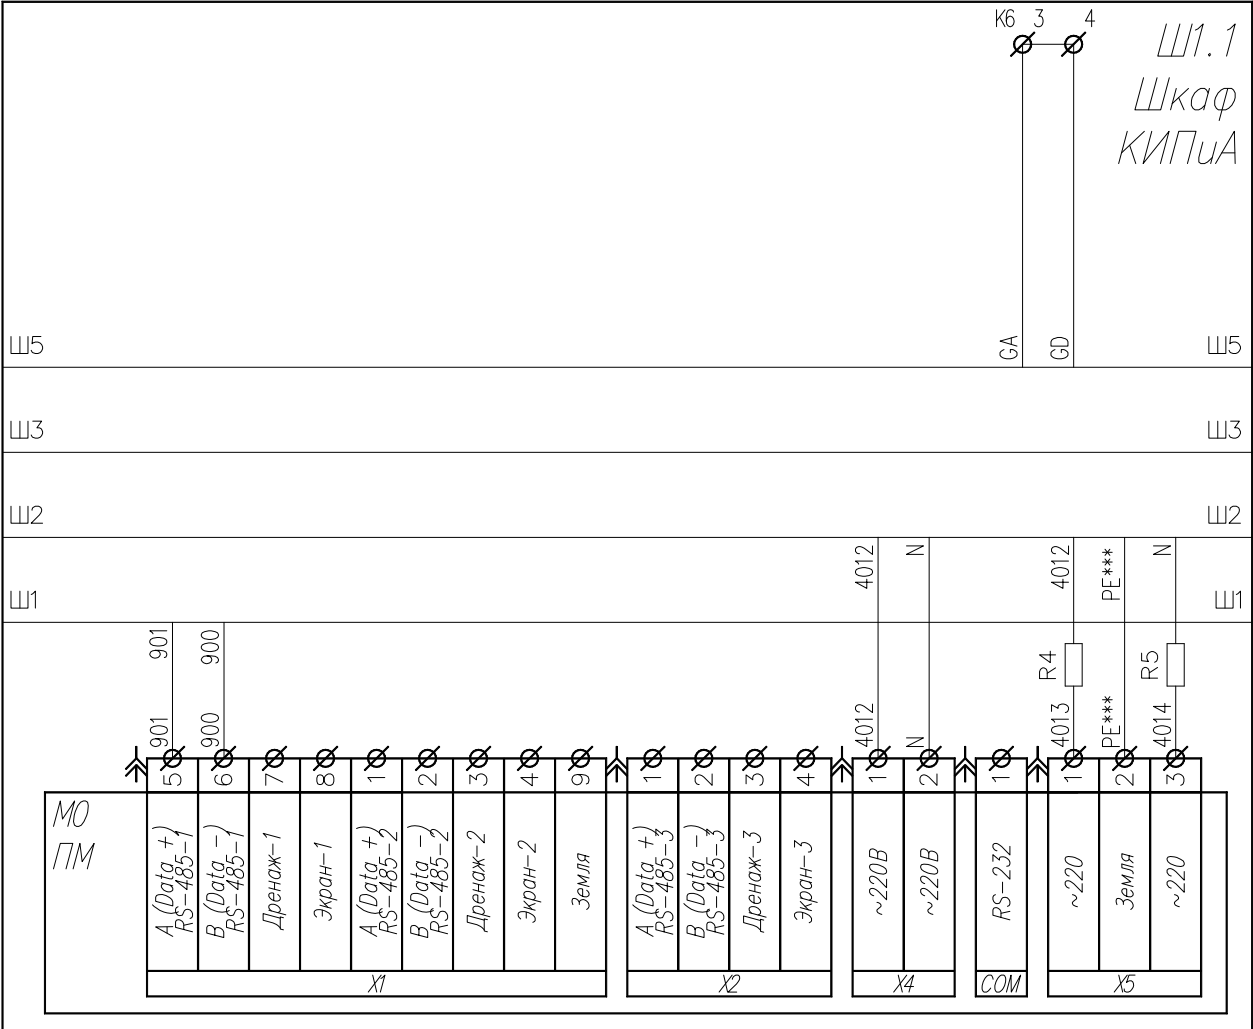 К6 3 4
Ш1.1
Шкаф
КИПиА
GA GD
Ш5 Ш5
Ш3 Ш3
Ш2 Ш2
4012 N 4012 PE*** N
Ш1 Ш1
901 900
R4 R5
901 900 4012 N 4013 PE*** 4014
5 6 7 8 1 2 3 4 9 1 2 3 4 1 2 1 1 2 3
МО
ПМ
A (Data +)
RS-485-1
B (Data -)
RS-485-1
Дренаж-1
Экран-1
A (Data +)
RS-485-2
B (Data -)
RS-485-2
Дренаж-2
Экран-2
Земля
A (Data +)
RS-485-3
B (Data -)
RS-485-3
Дренаж-3
Экран-3
~220В
~220В
RS-232
~220
Земля
~220
X1 X2 X4 COM X5